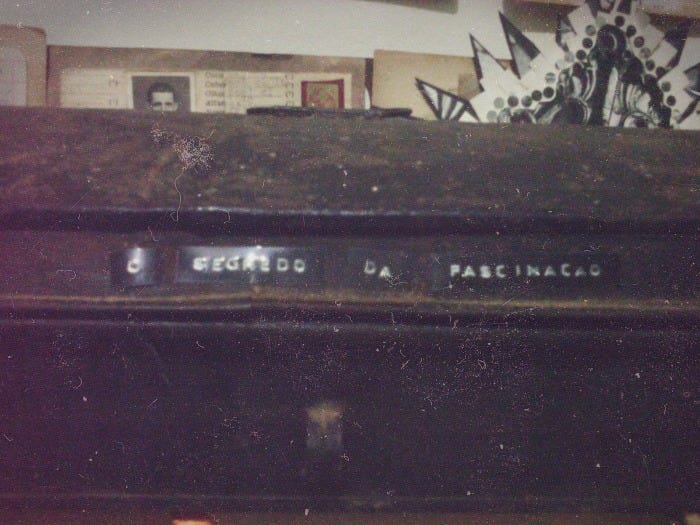 O SEGREDO DA FASCINACAO